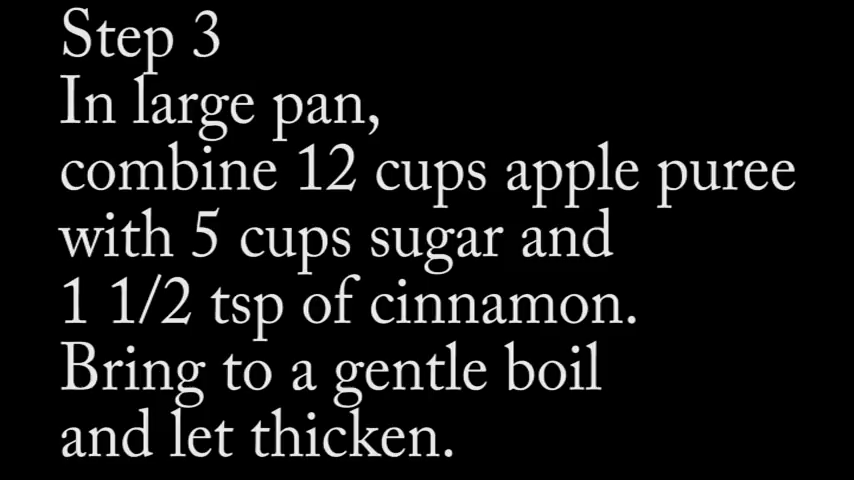 Step 3
In large pan,
combine 12 cups apple puree
with 5 cups sugar and
1 1/2 tsp of cinnamon.
Bring to a gentle boil
and let thicken.